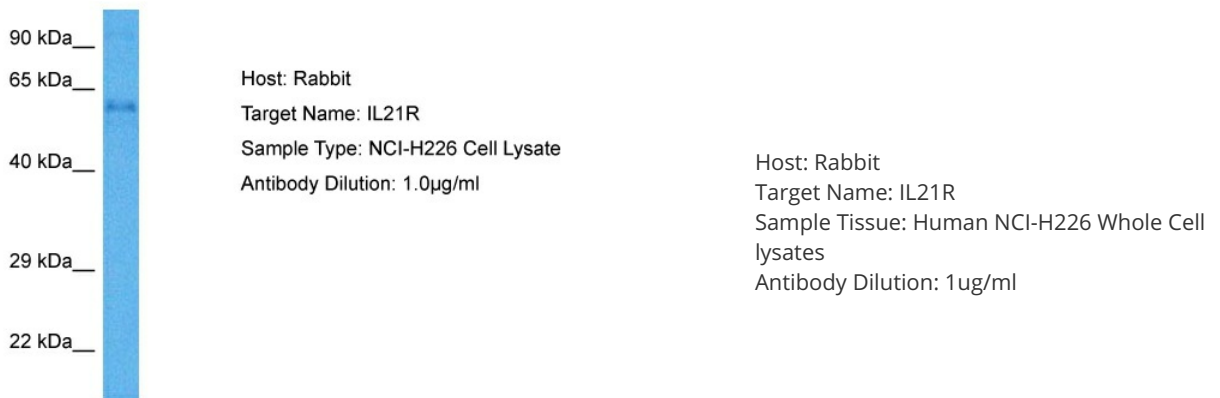 90 kDa__
65 kDa__
40 kDa__
29 kDa__
22 kDa__
Host: Rabbit
Target Name: IL21R
Sample Type: NCI-H226 Cell Lysate
Antibody Dilution: 1.0µg/ml
Host: Rabbit
Target Name: IL21R
Sample Tissue: Human NCI-H226 Whole Cell
lysates
Antibody Dilution: 1ug/ml